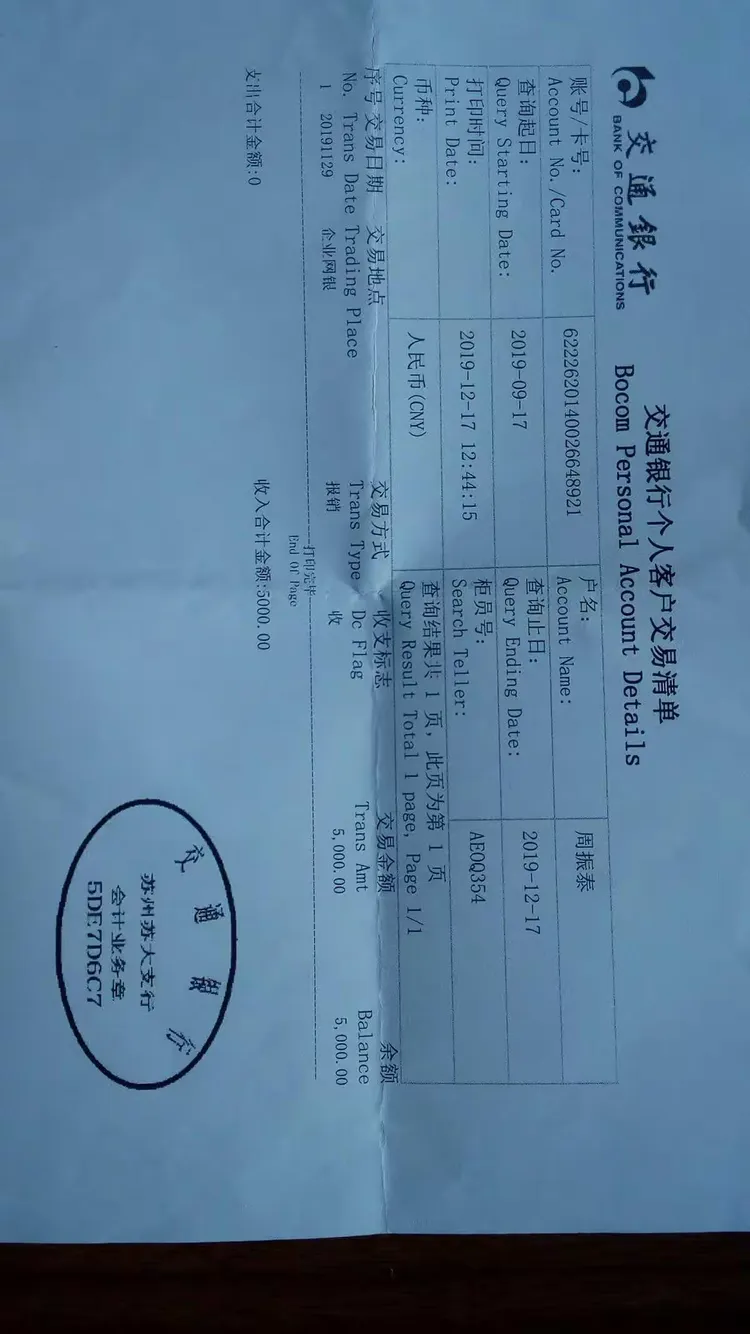 交通银行
BANK OF COMMUNICATIONS
交通银行个人客户交易清单
Bocom Personal Account Details
账号/卡号: 6222620140026648921 户名: 周振泰
Account No./Card No. Account Name:
查询起日: 2019-09-17 查询止日: 2019-12-17
Query Starting Date: Query Ending Date:
打印时间: 2019-12-17 12:44:15 柜员号: AEOQ354
Print Date: Search Teller:
币种: 人民币(CNY) 查询结果共 1 页, 此页为第 1 页
Currency: Query Result Total 1 page, Page 1/1
序号 交易日期 交易地点 交易方式 收支标志 交易金额 余额
No. Trans Date Trading Place Trans Type Dc Flag Trans Amt Balance
1 20191129 企业网银 报销 收 5,000.00 5,000.00
打印完毕
End Of Page
支出合计金额:0 收入合计金额:5000.00
交通银行
苏州苏大支行
会计业务章
5DE7D6C7